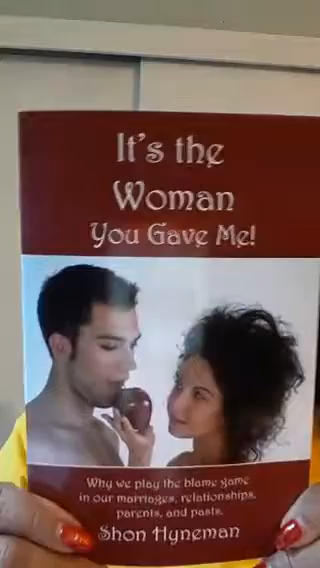 It's the
Woman
You Gave Me!
Why we play the blame game
in our marriages, relationships,
parents, and pasts.
Shon Hyneman